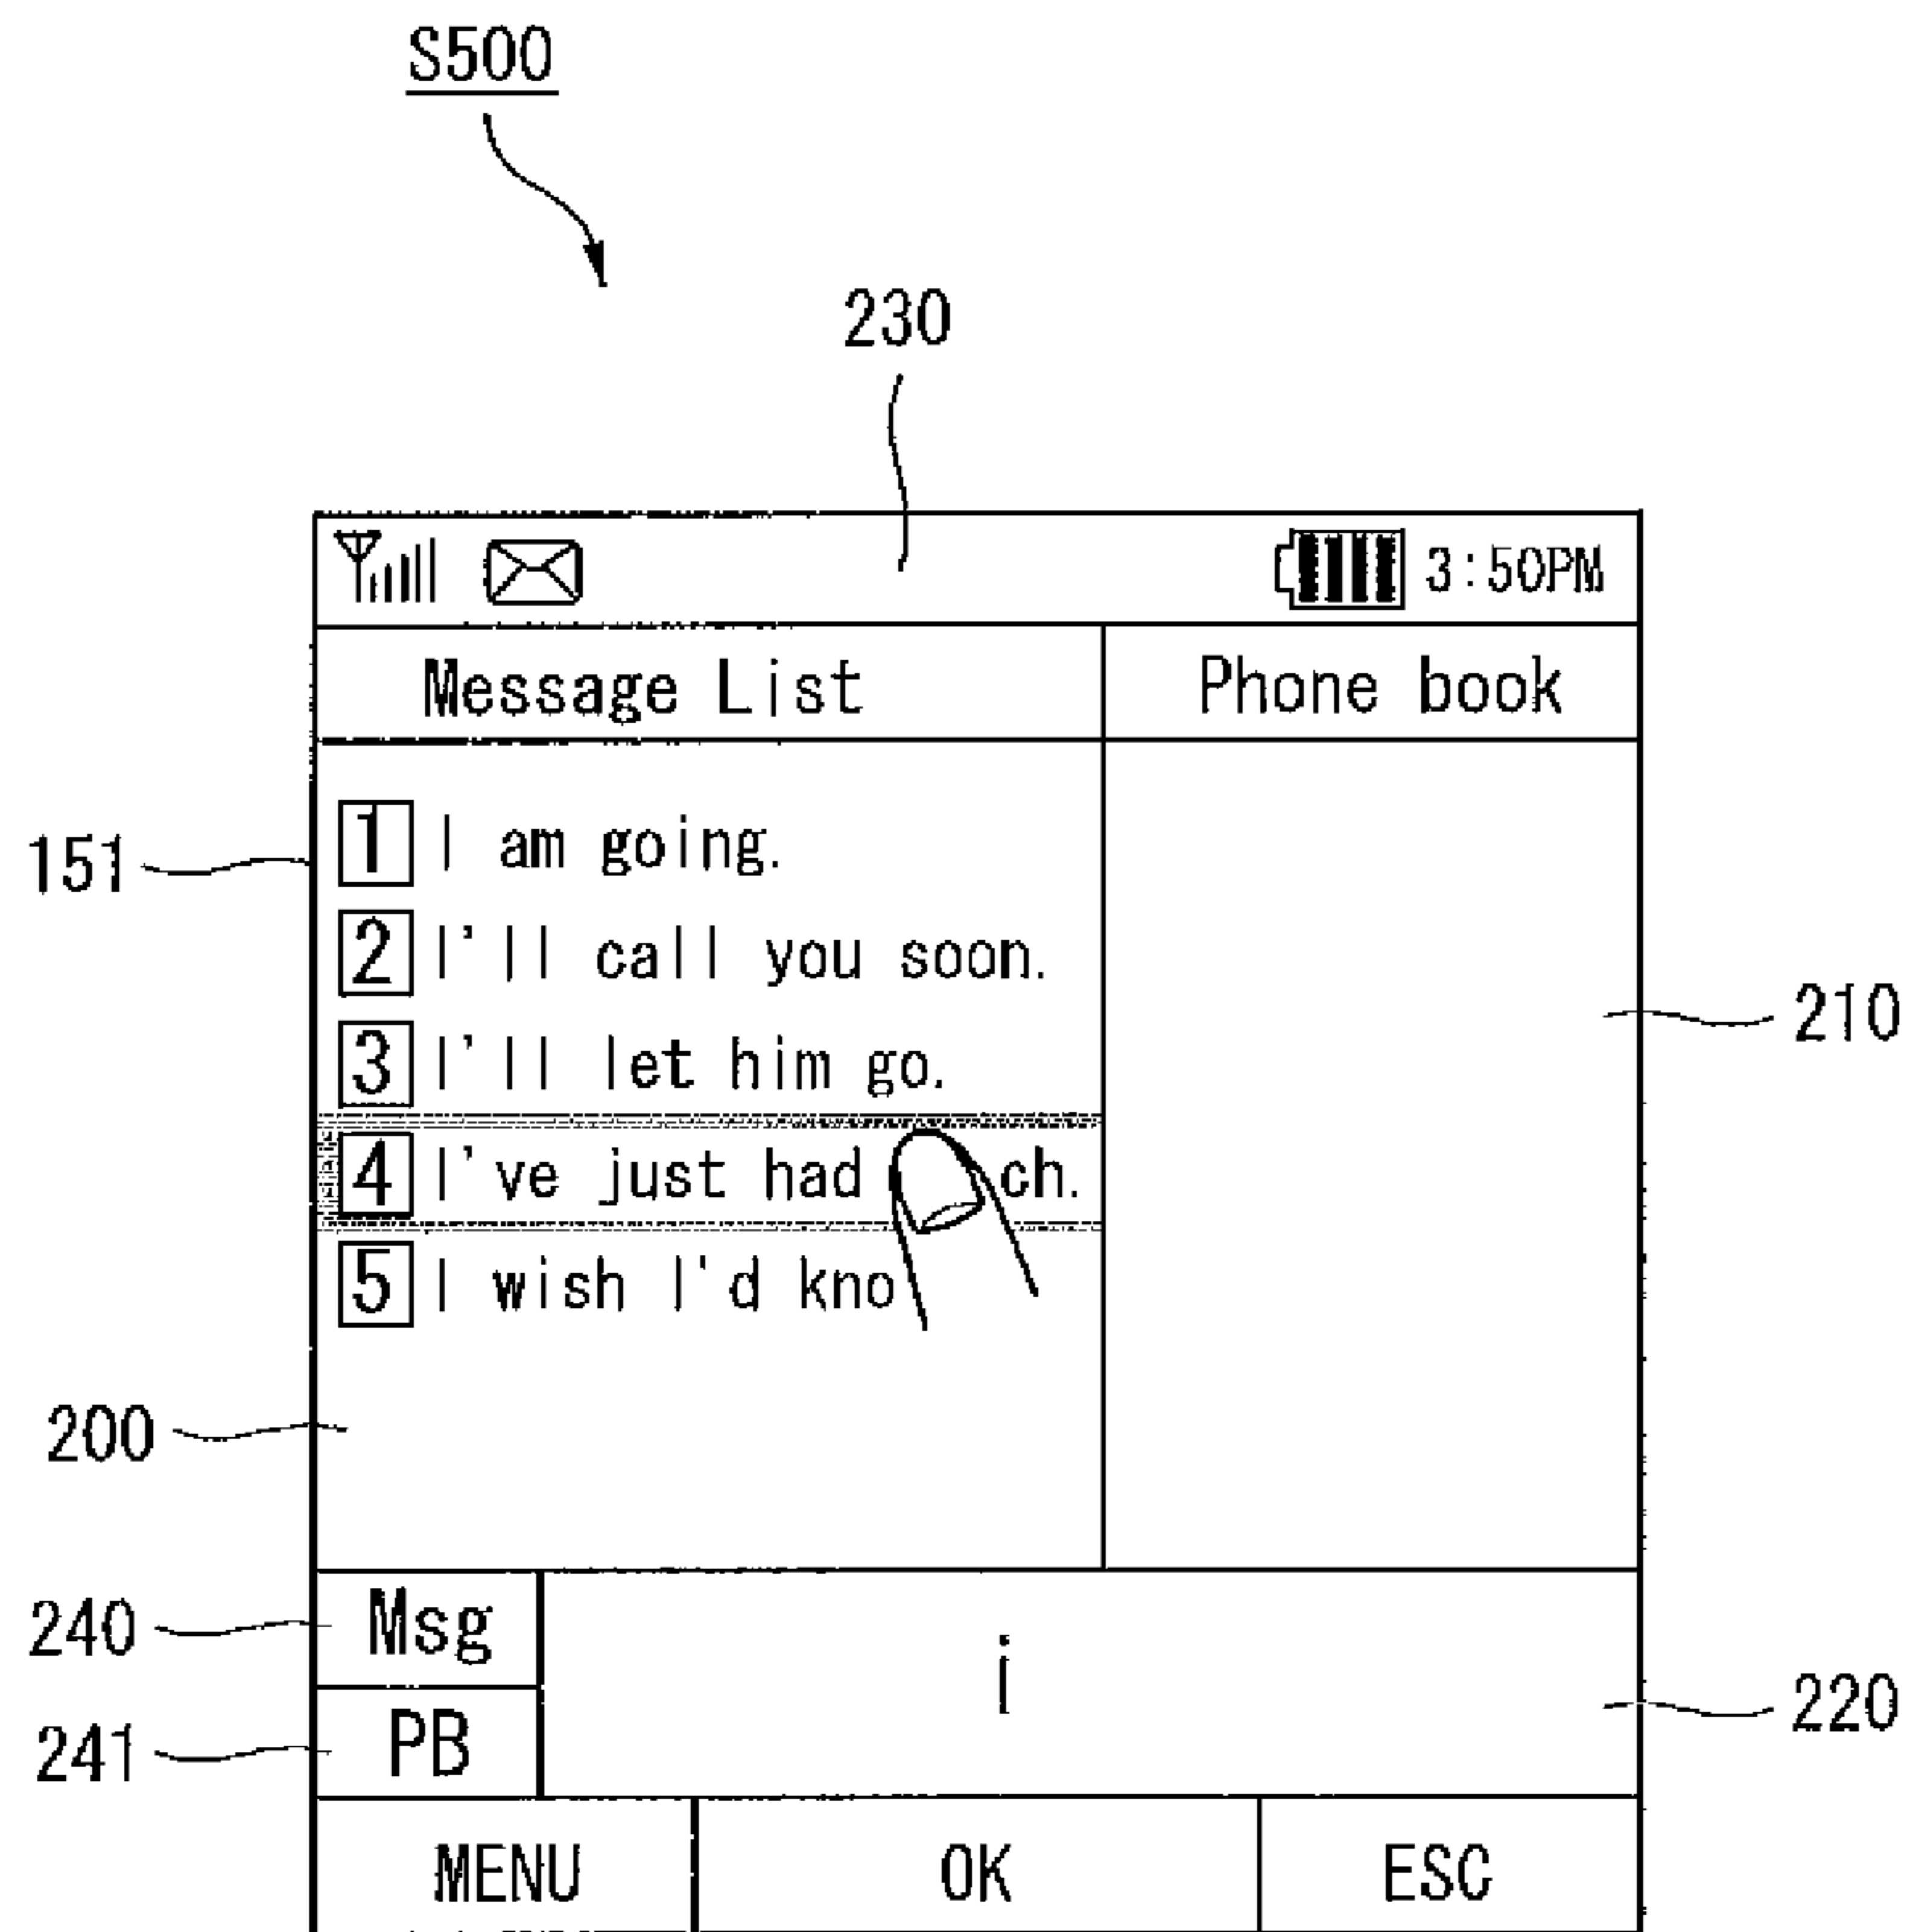 S500
230
3:50PM
Message List Phone book
151
1 I am going.
2 I'll call you soon.
210
3 I'll let him go.
4 I've just had ch.
5 I wish I'd kno
200
240 Msg
i
220
241 PB
MENU OK ESC